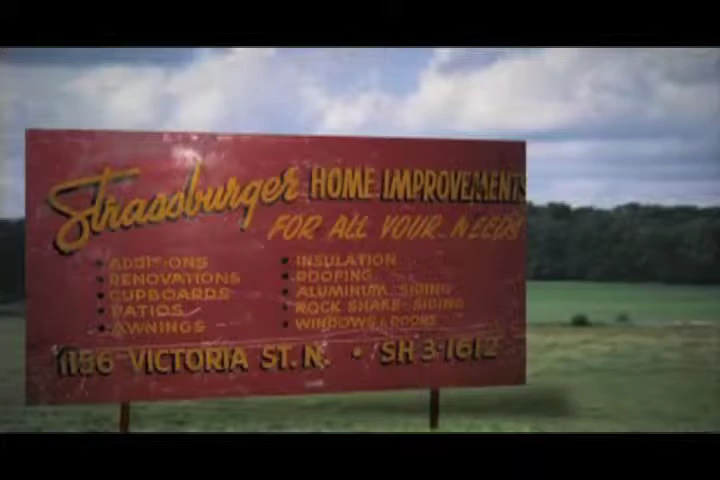 Strassburger HOME IMPROVEMENTS
FOR ALL YOUR NEEDS
• ADDITIONS
• RENOVATIONS
• CUPBOARDS
• PATIOS
• AWNINGS
• INSULATION
• ROOFING
• ALUMINUM SIDING
• ROCK SHAKE SIDING
• WINDOWS & DOORS
1156 VICTORIA ST. N. • SH 3-1612